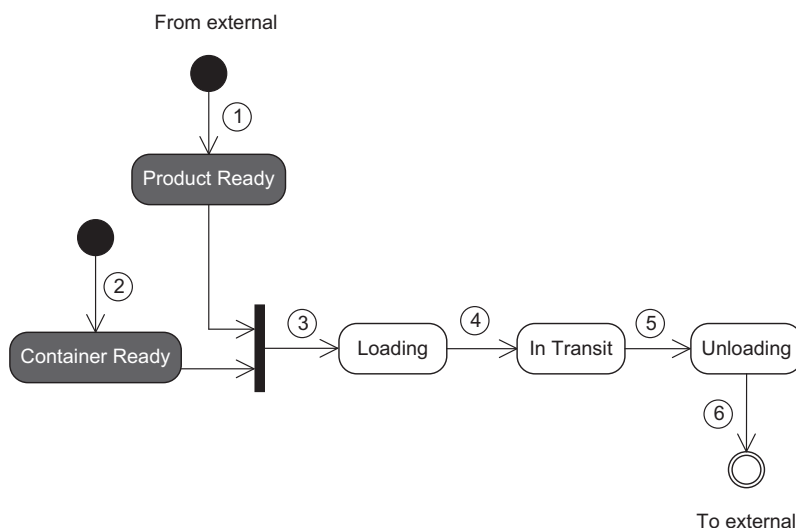 From external
1
Product Ready
2
Container Ready
3
Loading
4
In Transit
5
Unloading
6
To external